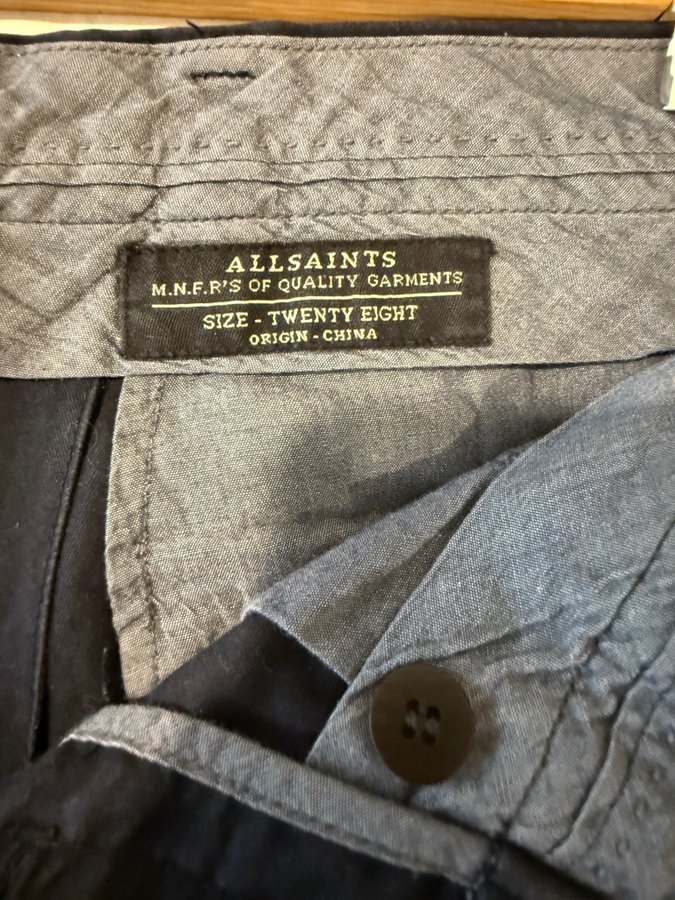 ALLSAINTS
M.N.F.R'S OF QUALITY GARMENTS
SIZE - TWENTY EIGHT
ORIGIN - CHINA